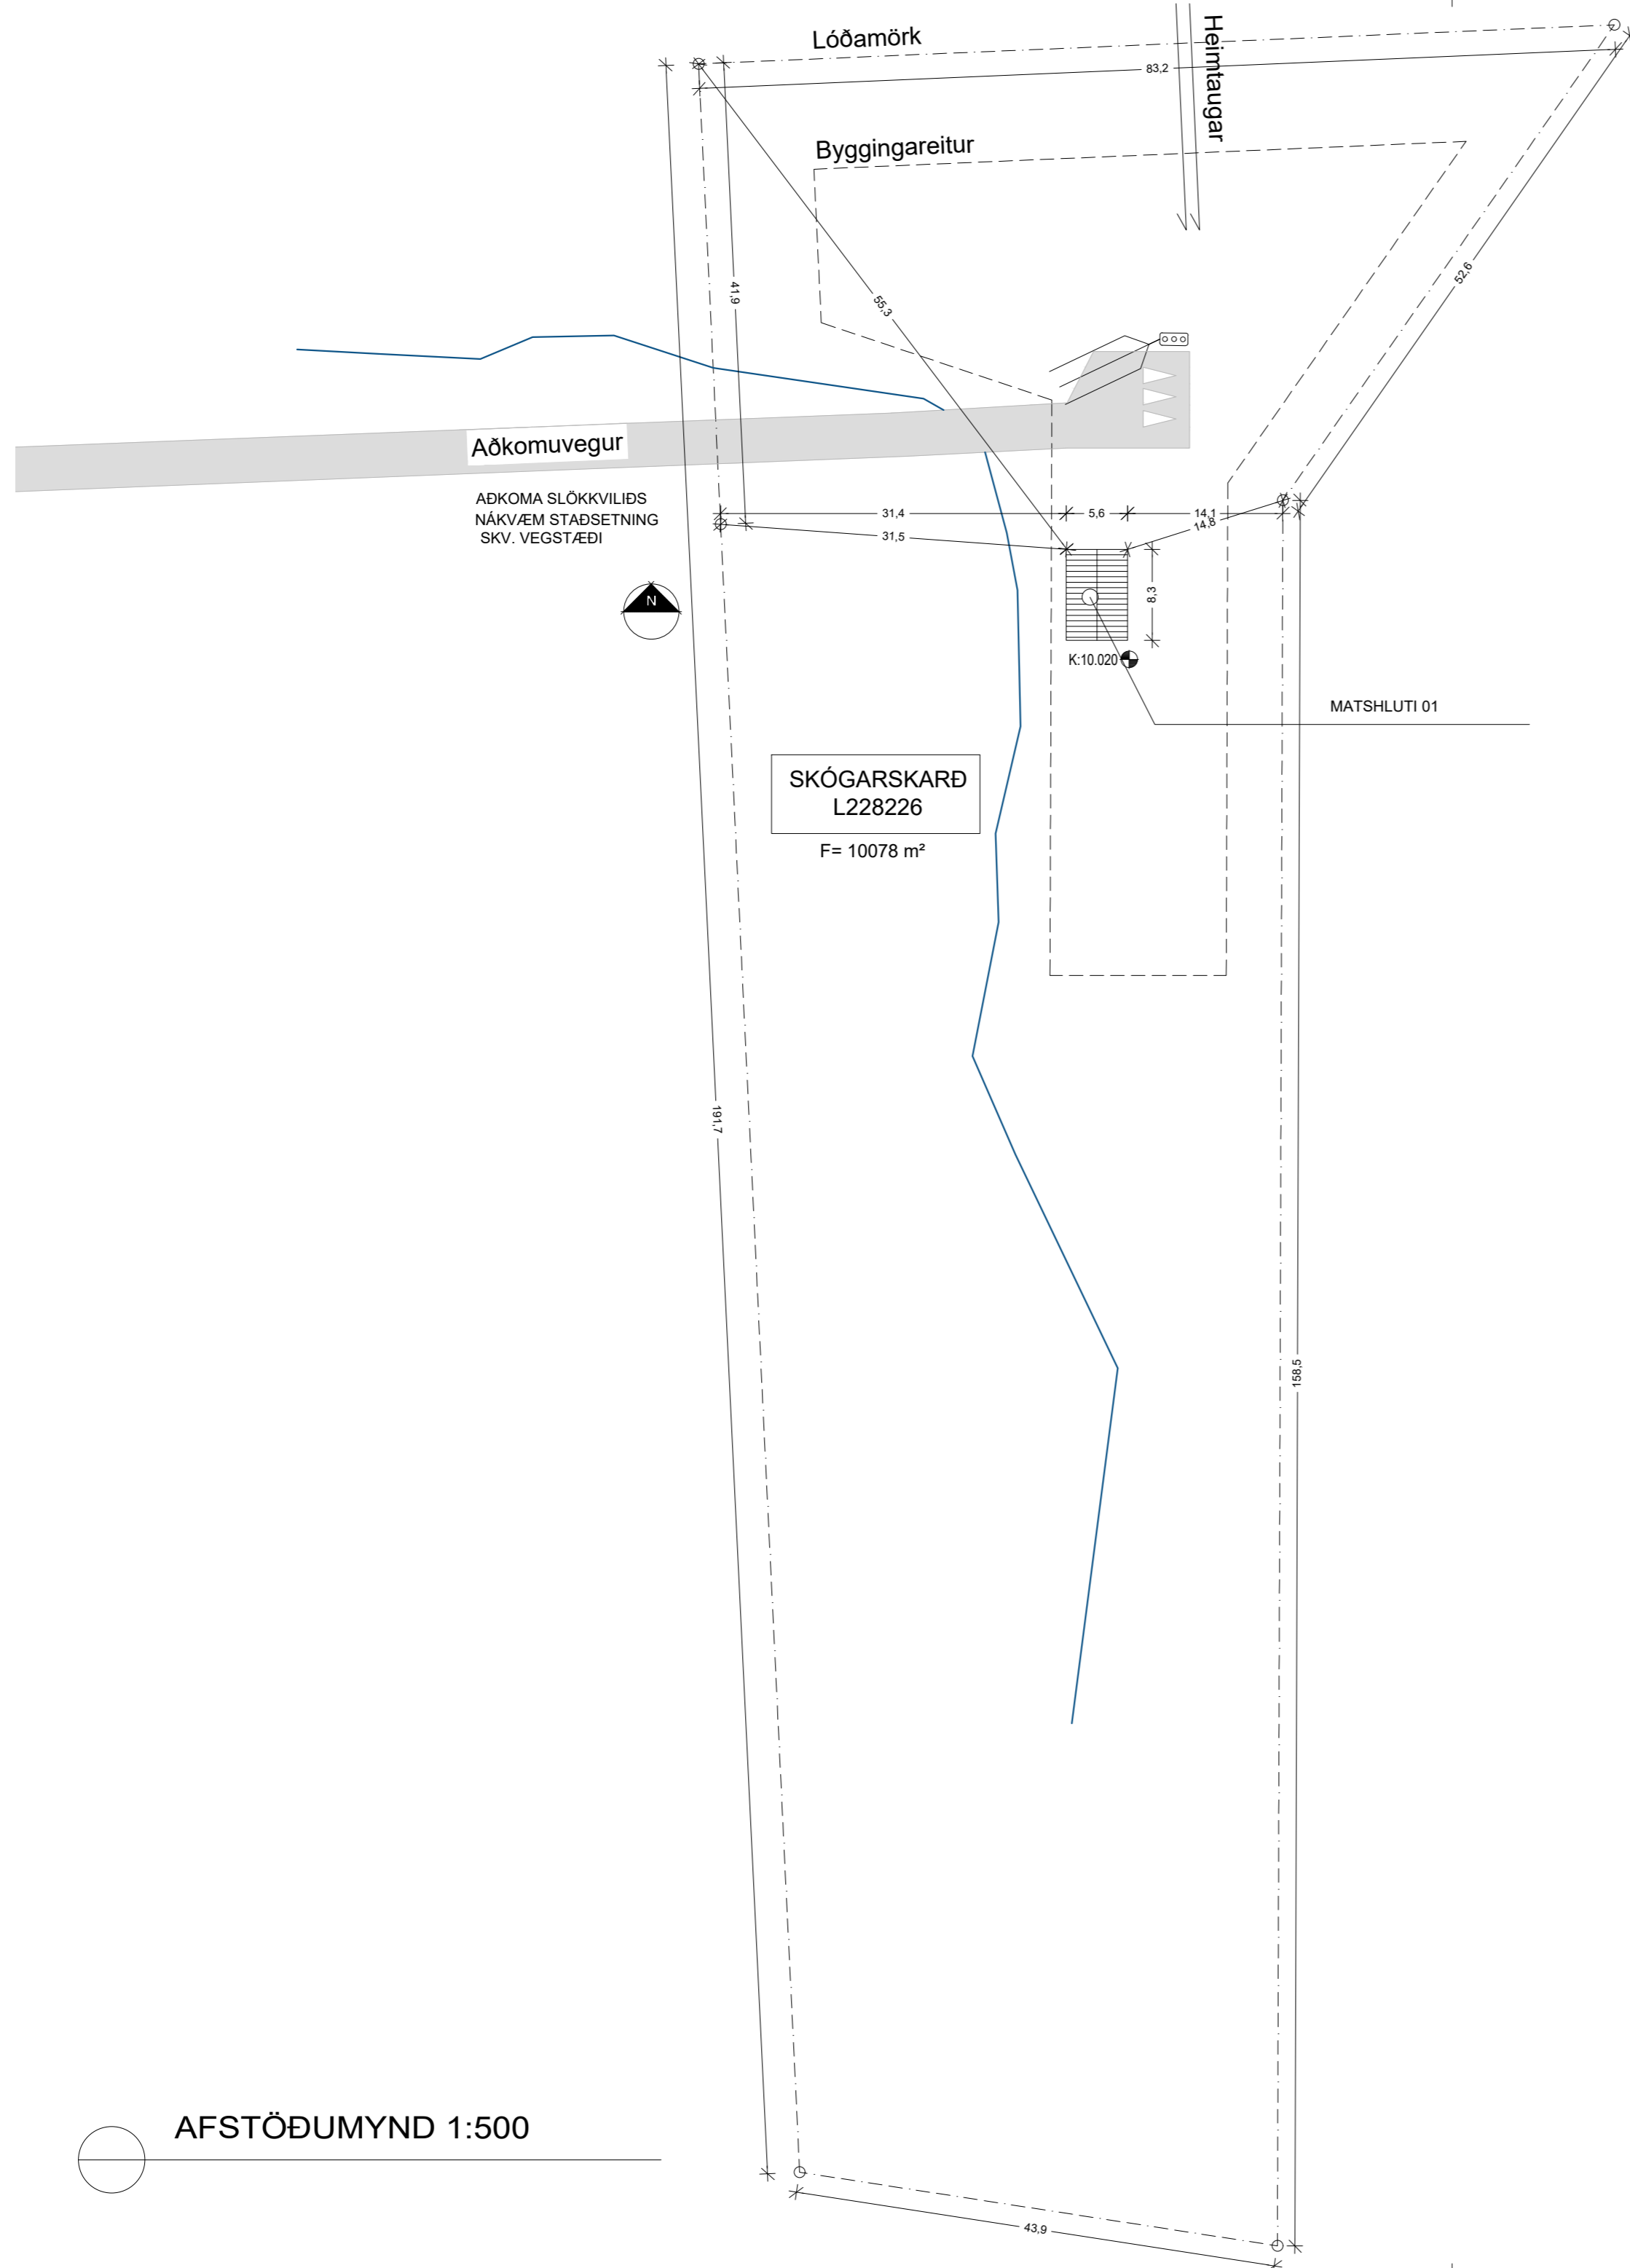 Lóðamörk
Heimtaugar
83,2
Byggingareitur
52,6
41,9
55,3
Aðkomuvegur
AÐKOMA SLÖKKVILIÐS
NÁKVÆM STAÐSETNING
SKV. VEGSTÆÐI
31,4
5,6
14,1
14,8
31,5
8,3
N
K:10.020
MATSHLUTI 01
SKÓGARSKARÐ
L228226
F= 10078 m²
191,7
158,5
AFSTÖÐUMYND 1:500
43,9